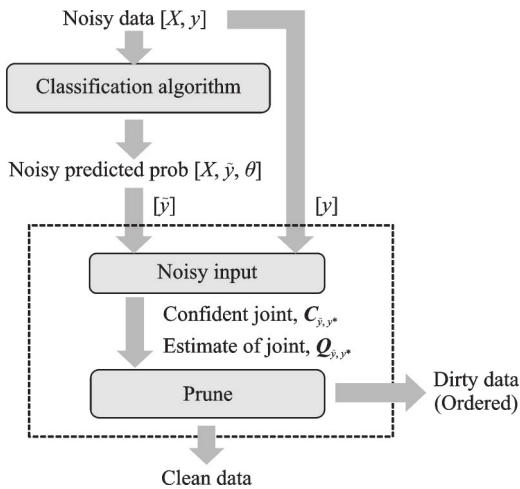 Noisy data [X, y]
Classification algorithm
Noisy predicted prob [X, ỹ, θ]
[ỹ]
[y]
Noisy input
Confident joint, C_{ỹ, y*}
Estimate of joint, Q_{ỹ, y*}
Prune
Dirty data
(Ordered)
Clean data